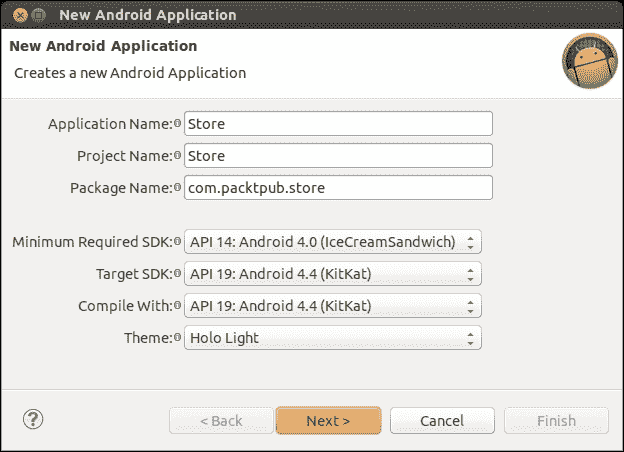 New Android Application
New Android Application
Creates a new Android Application
Application Name: Store
Project Name: Store
Package Name: com.packtpub.store
Minimum Required SDK: API 14: Android 4.0 (IceCreamSandwich)
Target SDK: API 19: Android 4.4 (KitKat)
Compile With: API 19: Android 4.4 (KitKat)
Theme: Holo Light
? < Back Next > Cancel Finish